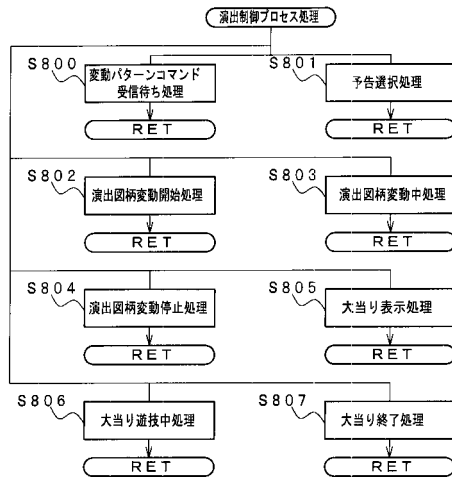 演出制御プロセス処理
S800
変動パターンコマンド
受信待ち処理
RET
S801
予告選択処理
RET
S802
演出図柄変動開始処理
RET
S803
演出図柄変動中処理
RET
S804
演出図柄変動停止処理
RET
S805
大当り表示処理
RET
S806
大当り遊技中処理
RET
S807
大当り終了処理
RET